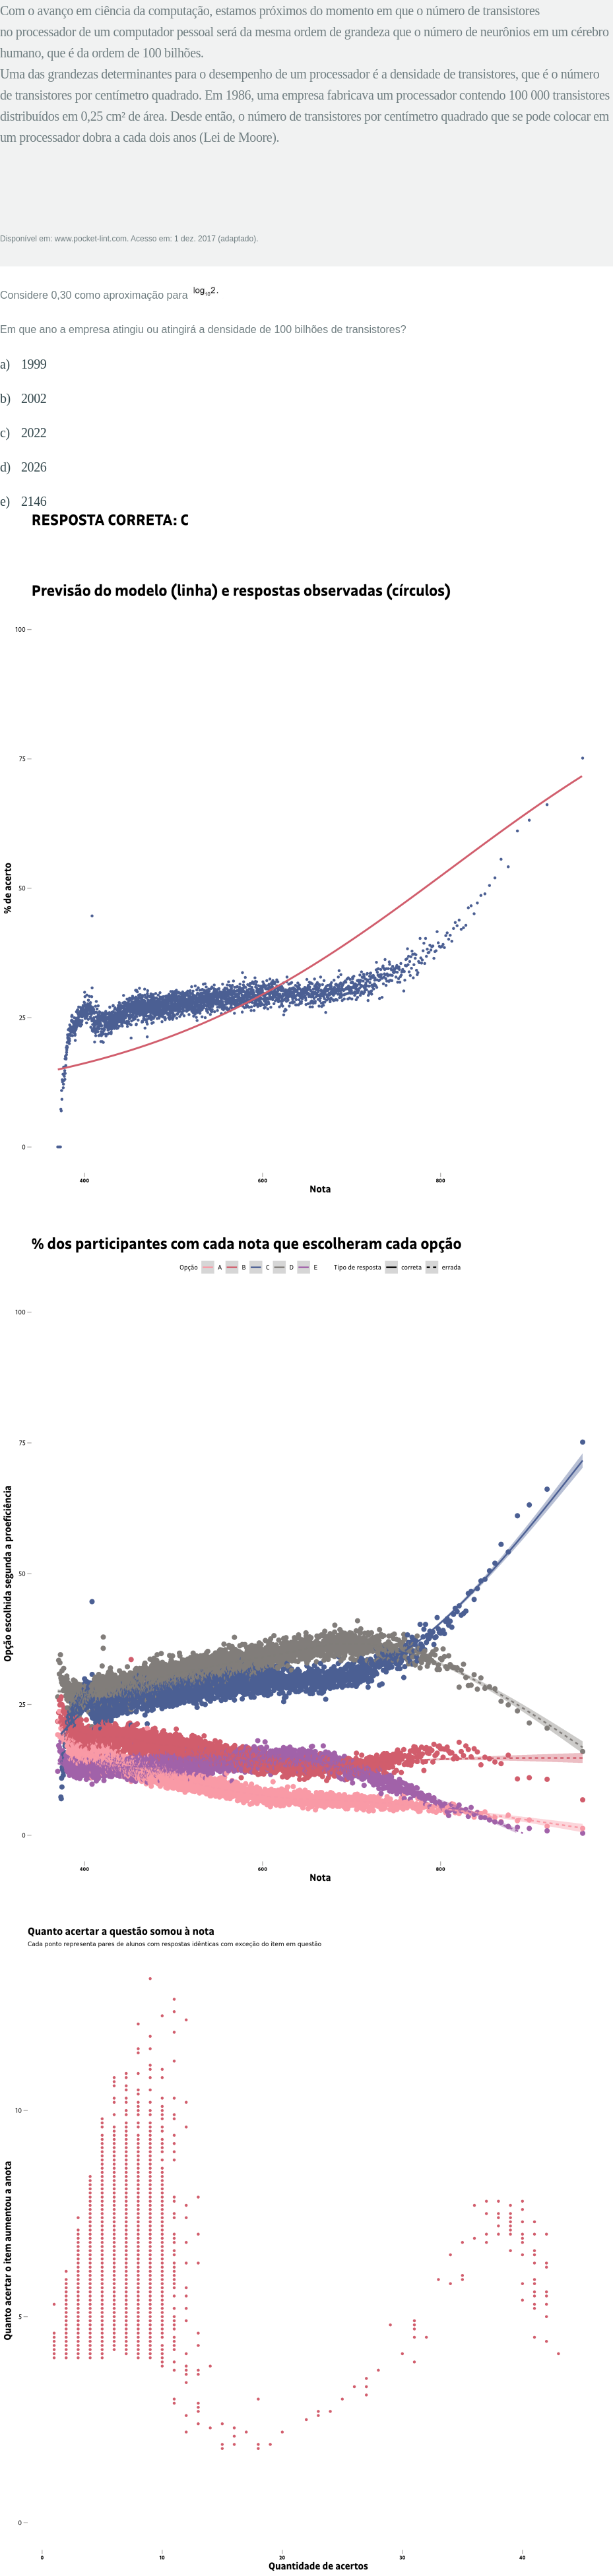 Com o avanço em ciência da computação, estamos próximos do momento em que o número de transistores
no processador de um computador pessoal será da mesma ordem de grandeza que o número de neurônios em um cérebro
humano, que é da ordem de 100 bilhões.
Uma das grandezas determinantes para o desempenho de um processador é a densidade de transistores, que é o número
de transistores por centímetro quadrado. Em 1986, uma empresa fabricava um processador contendo 100 000 transistores
distribuídos em 0,25 cm² de área. Desde então, o número de transistores por centímetro quadrado que se pode colocar em
um processador dobra a cada dois anos (Lei de Moore).
Disponível em: www.pocket-lint.com. Acesso em: 1 dez. 2017 (adaptado).
Considere 0,30 como aproximação para log₁₀2.
Em que ano a empresa atingiu ou atingirá a densidade de 100 bilhões de transistores?
a) 1999
b) 2002
c) 2022
d) 2026
e) 2146
RESPOSTA CORRETA: C
Previsão do modelo (linha) e respostas observadas (círculos)
100
75
50
25
0
% de acerto
400 600 800
Nota
% dos participantes com cada nota que escolheram cada opção
Opção A B C D E Tipo de resposta correta errada
100
75
50
25
0
Opção escolhida segunda a proeficiência
400 600 800
Nota
Quanto acertar a questão somou à nota
Cada ponto representa pares de alunos com respostas idênticas com exceção do item em questão
10
5
0
Quanto acertar o item aumentou a anota
0 10 20 30 40
Quantidade de acertos